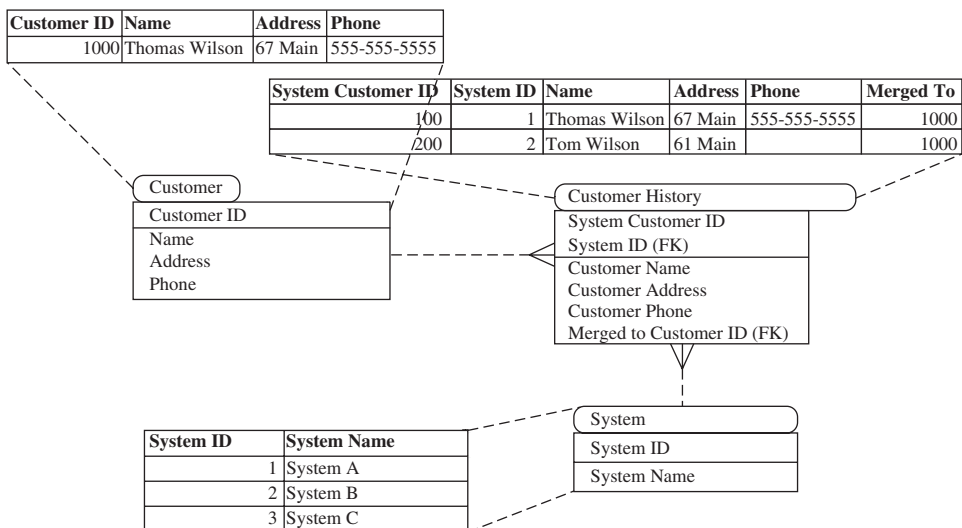 Customer ID Name Address Phone
1000 Thomas Wilson 67 Main 555-555-5555
System Customer ID System ID Name Address Phone Merged To
100 1 Thomas Wilson 67 Main 555-555-5555 1000
200 2 Tom Wilson 61 Main 1000
Customer
Customer ID
Name
Address
Phone
Customer History
System Customer ID
System ID (FK)
Customer Name
Customer Address
Customer Phone
Merged to Customer ID (FK)
System ID System Name
1 System A
2 System B
3 System C
System
System ID
System Name